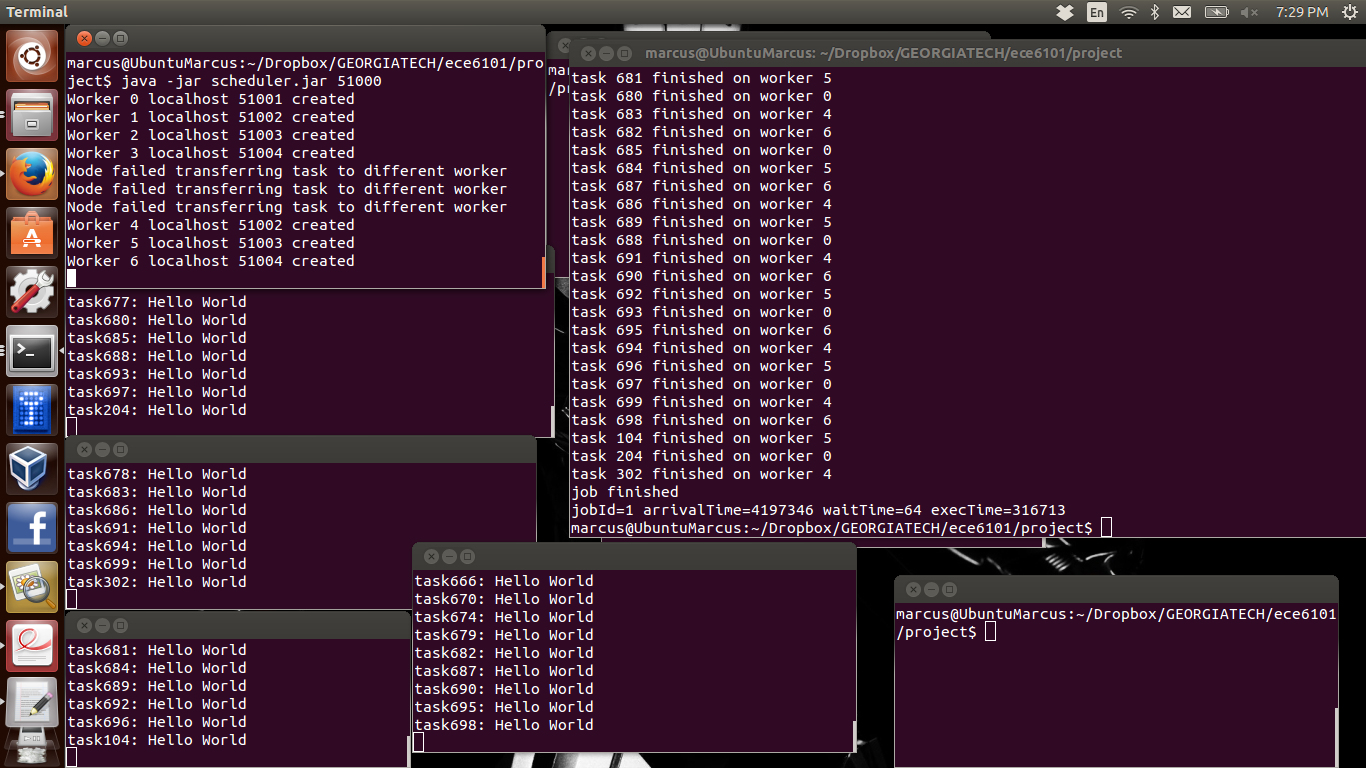 Terminal
En
7:29 PM
marcus@UbuntuMarcus:~/Dropbox/GEORGIATECH/ece6101/pro
ject$ java -jar scheduler.jar 51000
Worker 0 localhost 51001 created
Worker 1 localhost 51002 created
Worker 2 localhost 51003 created
Worker 3 localhost 51004 created
Node failed transferring task to different worker
Node failed transferring task to different worker
Node failed transferring task to different worker
Worker 4 localhost 51002 created
Worker 5 localhost 51003 created
Worker 6 localhost 51004 created
task677: Hello World
task680: Hello World
task685: Hello World
task688: Hello World
task693: Hello World
task697: Hello World
task204: Hello World
task678: Hello World
task683: Hello World
task686: Hello World
task691: Hello World
task694: Hello World
task699: Hello World
task302: Hello World
task681: Hello World
task684: Hello World
task689: Hello World
task692: Hello World
task696: Hello World
task104: Hello World
ma
/pr
marcus@UbuntuMarcus: ~/Dropbox/GEORGIATECH/ece6101/project
task 681 finished on worker 5
task 680 finished on worker 0
task 683 finished on worker 4
task 682 finished on worker 6
task 685 finished on worker 0
task 684 finished on worker 5
task 687 finished on worker 6
task 686 finished on worker 4
task 689 finished on worker 5
task 688 finished on worker 0
task 691 finished on worker 4
task 690 finished on worker 6
task 692 finished on worker 5
task 693 finished on worker 0
task 695 finished on worker 6
task 694 finished on worker 4
task 696 finished on worker 5
task 697 finished on worker 0
task 699 finished on worker 4
task 698 finished on worker 6
task 104 finished on worker 5
task 204 finished on worker 0
task 302 finished on worker 4
job finished
jobId=1 arrivalTime=4197346 waitTime=64 execTime=316713
marcus@UbuntuMarcus:~/Dropbox/GEORGIATECH/ece6101/project$
task666: Hello World
task670: Hello World
task674: Hello World
task679: Hello World
task682: Hello World
task687: Hello World
task690: Hello World
task695: Hello World
task698: Hello World
marcus@UbuntuMarcus:~/Dropbox/GEORGIATECH/ece6101
/project$